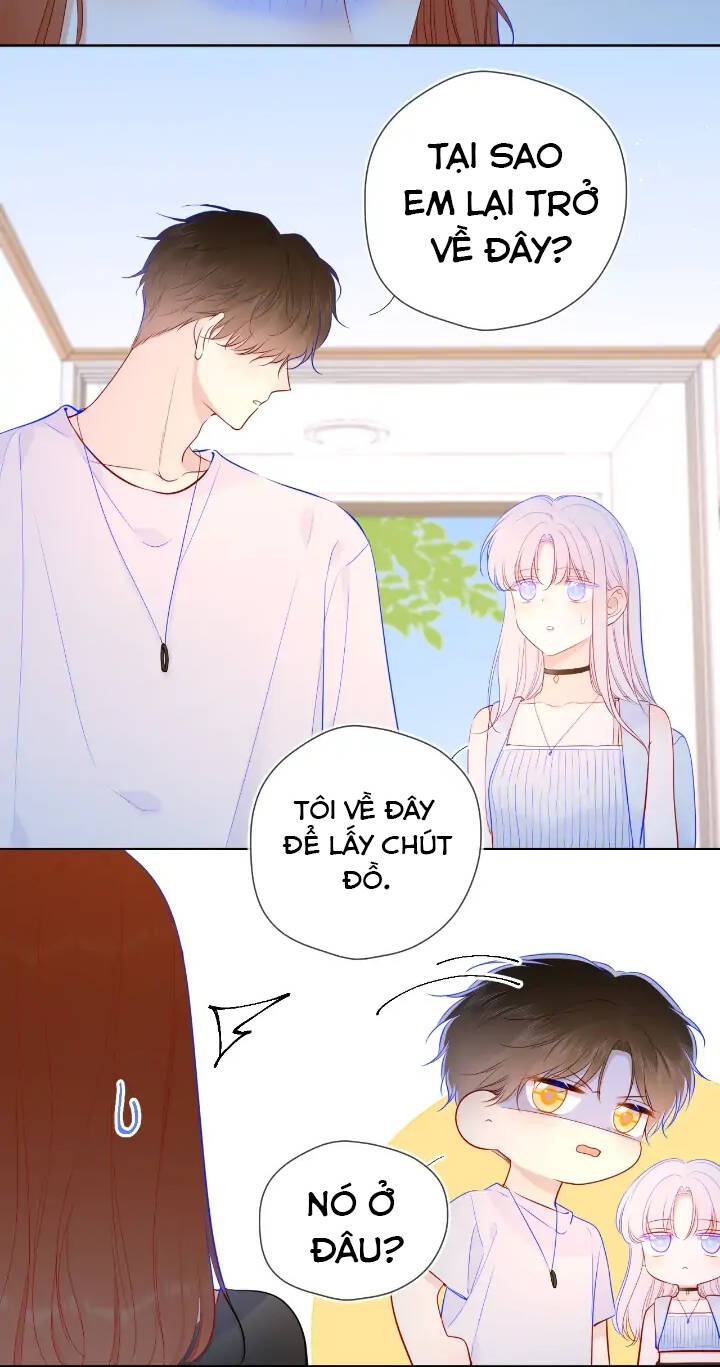 TẠI SAO
EM LẠI TRỞ
VỀ ĐÂY?
TÔI VỀ ĐÂY
ĐỂ LẤY CHÚT
ĐỒ.
NÓ Ở
ĐÂU?